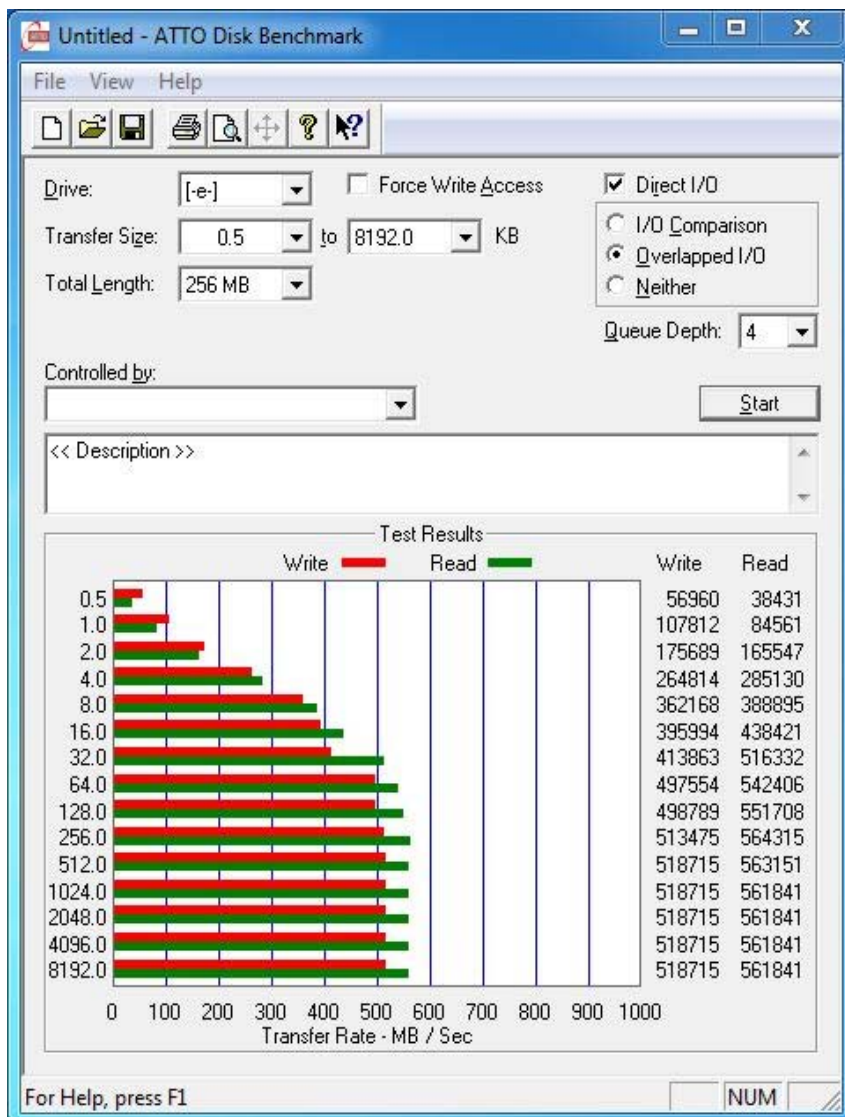 Untitled - ATTO Disk Benchmark
File View Help
Drive: [-e-] Force Write Access Direct I/O
Transfer Size: 0.5 to 8192.0 KB I/O Comparison
Overlapped I/O
Total Length: 256 MB Neither
Queue Depth: 4
Controlled by:
Start
<< Description >>
Test Results
Write Read Write Read
0.5 56960 38431
1.0 107812 84561
2.0 175689 165547
4.0 264814 285130
8.0 362168 388895
16.0 395994 438421
32.0 413863 516332
64.0 497554 542406
128.0 498789 551708
256.0 513475 564315
512.0 518715 563151
1024.0 518715 561841
2048.0 518715 561841
4096.0 518715 561841
8192.0 518715 561841
0 100 200 300 400 500 600 700 800 900 1000
Transfer Rate - MB / Sec
For Help, press F1 NUM